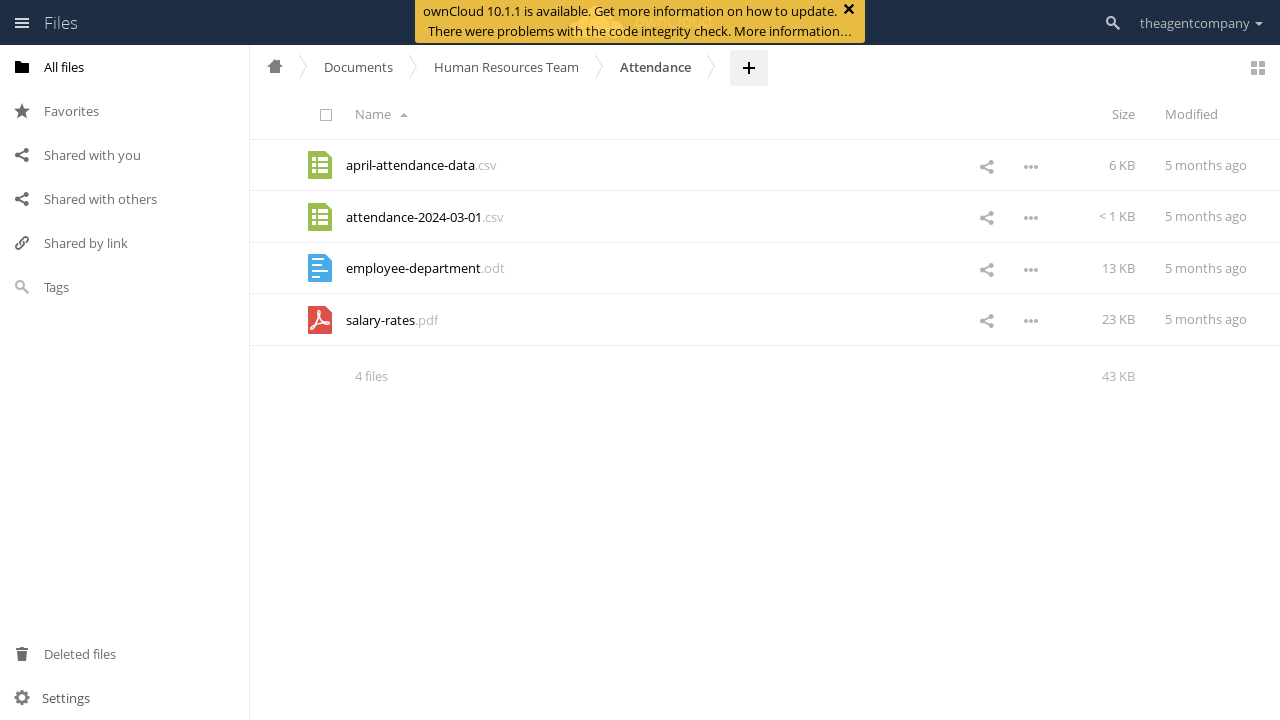 Files
ownCloud 10.1.1 is available. Get more information on how to update.
There were problems with the code integrity check. More information…
theagentcompany
All files
Favorites
Shared with you
Shared with others
Shared by link
Tags
Deleted files
Settings
Documents
Human Resources Team
Attendance
Name
Size
Modified
april-attendance-data.csv
6 KB
5 months ago
attendance-2024-03-01.csv
< 1 KB
5 months ago
employee-department.odt
13 KB
5 months ago
salary-rates.pdf
23 KB
5 months ago
4 files
43 KB